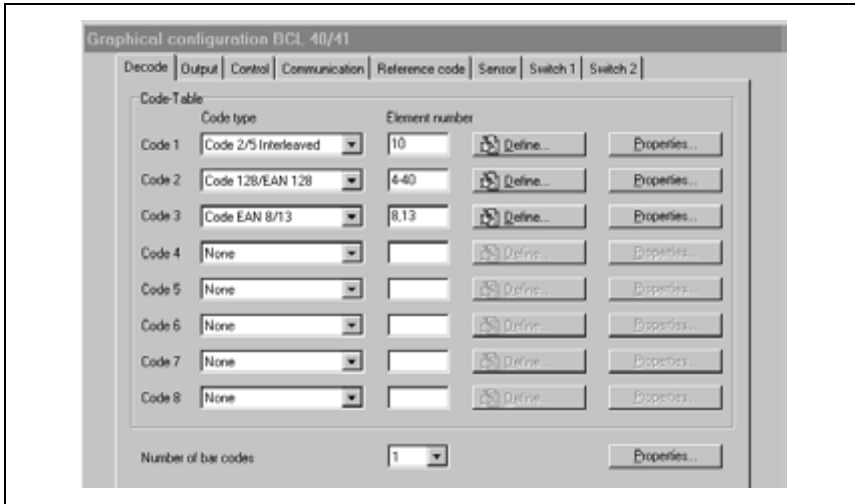 Graphical configuration BCL 40/41
Decode Output Control Communication Reference code Sensor Switch 1 Switch 2
Code-Table
Code type Element number
Code 1 Code 2/5 Interleaved 10 Define... Properties...
Code 2 Code 128/EAN 128 4-40 Define... Properties...
Code 3 Code EAN 8/13 8,13 Define... Properties...
Code 4 None Define... Properties...
Code 5 None Define... Properties...
Code 6 None Define... Properties...
Code 7 None Define... Properties...
Code 8 None Define... Properties...
Number of bar codes 1 Properties...